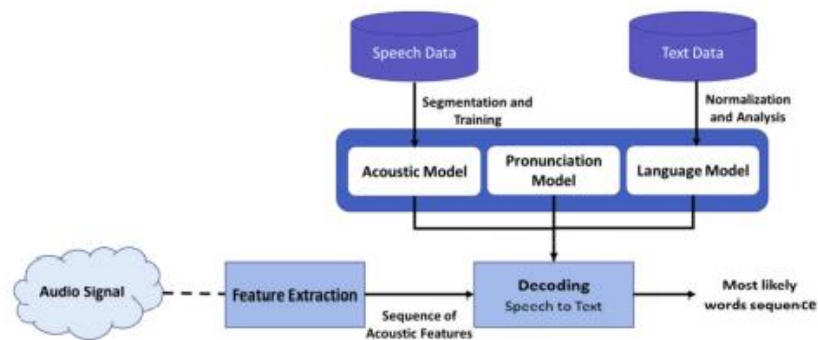 Speech Data
Text Data
Segmentation and
Training
Normalization
and Analysis
Acoustic Model
Pronunciation
Model
Language Model
Audio Signal
Feature Extraction
Sequence of
Acoustic Features
Decoding
Speech to Text
Most likely
words sequence